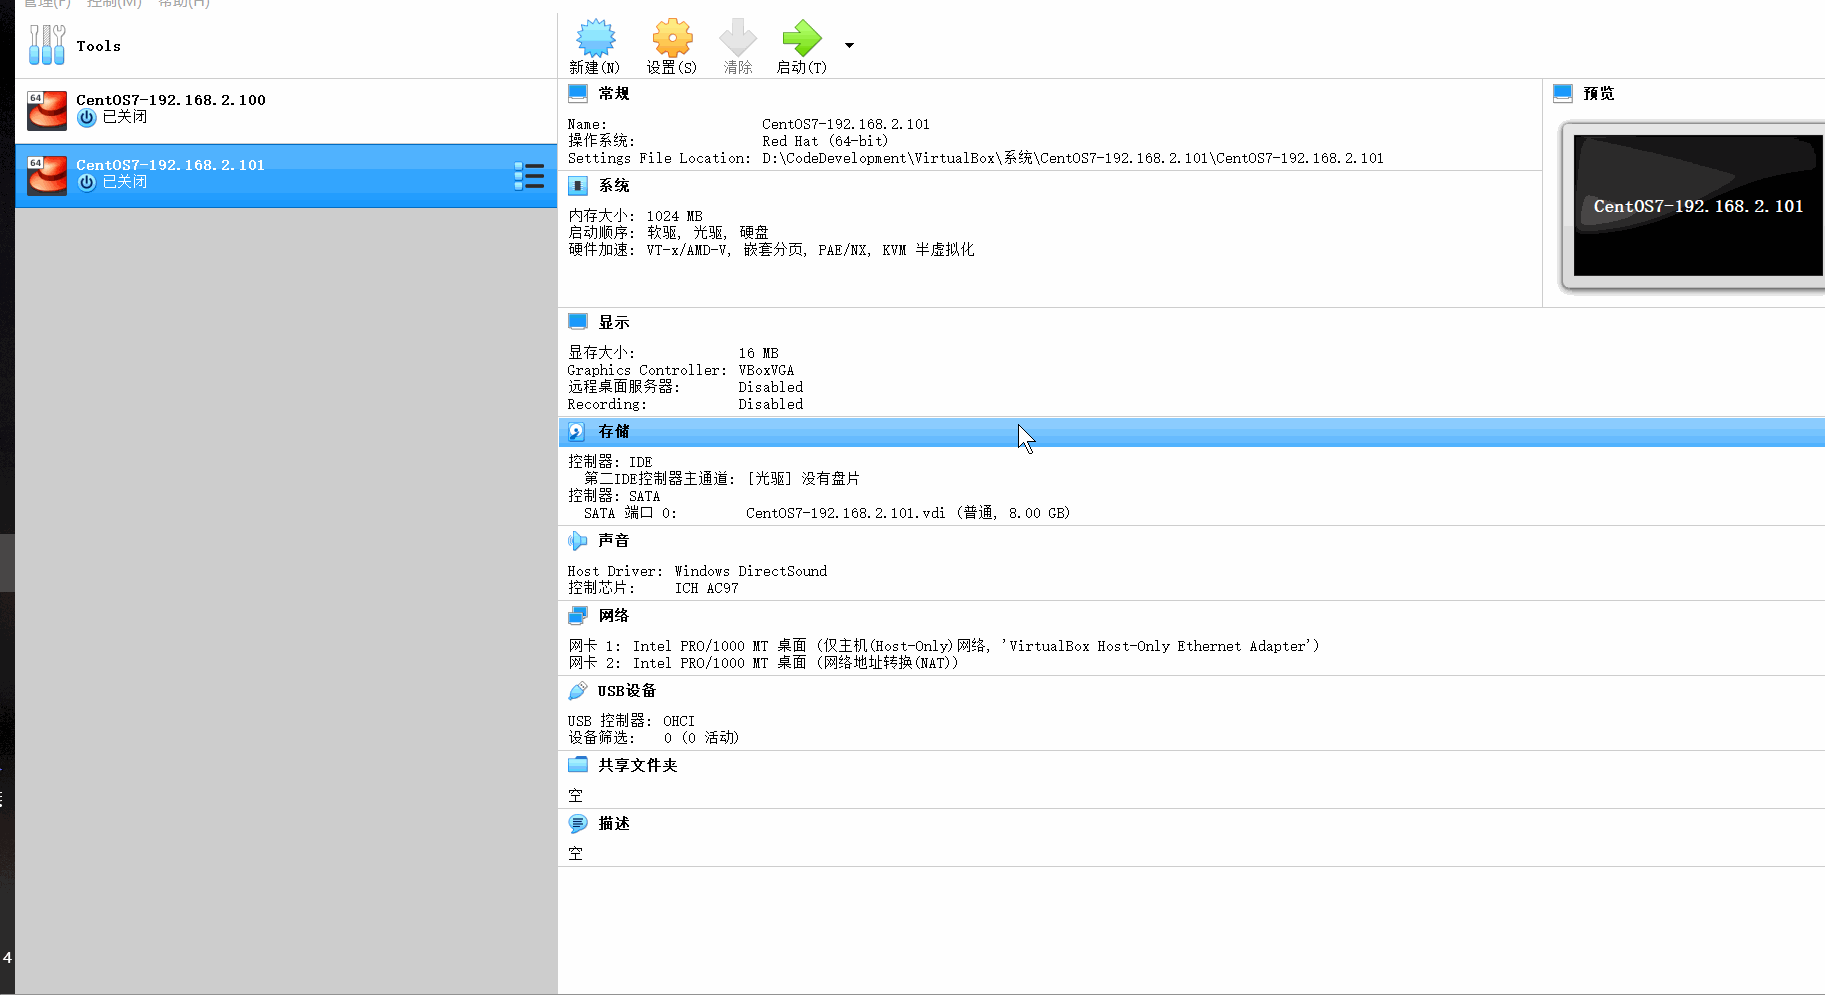 管理(F) 控制(M) 帮助(H)
Tools
新建(N) 设置(S) 清除 启动(T)
64
CentOS7-192.168.2.100
已关闭
64
CentOS7-192.168.2.101
已关闭
常规
Name: CentOS7-192.168.2.101
操作系统: Red Hat (64-bit)
Settings File Location: D:\CodeDevelopment\VirtualBox\系统\CentOS7-192.168.2.101\CentOS7-192.168.2.101
预览
CentOS7-192.168.2.101
系统
内存大小: 1024 MB
启动顺序: 软驱, 光驱, 硬盘
硬件加速: VT-x/AMD-V, 嵌套分页, PAE/NX, KVM 半虚拟化
显示
显存大小: 16 MB
Graphics Controller: VBoxVGA
远程桌面服务器: Disabled
Recording: Disabled
存储
控制器: IDE
第二IDE控制器主通道: [光驱] 没有盘片
控制器: SATA
SATA 端口 0: CentOS7-192.168.2.101.vdi (普通, 8.00 GB)
声音
Host Driver: Windows DirectSound
控制芯片: ICH AC97
网络
网卡 1: Intel PRO/1000 MT 桌面 (仅主机(Host-Only)网络, 'VirtualBox Host-Only Ethernet Adapter')
网卡 2: Intel PRO/1000 MT 桌面 (网络地址转换(NAT))
USB设备
USB 控制器: OHCI
设备筛选: 0 (0 活动)
共享文件夹
空
描述
空
4